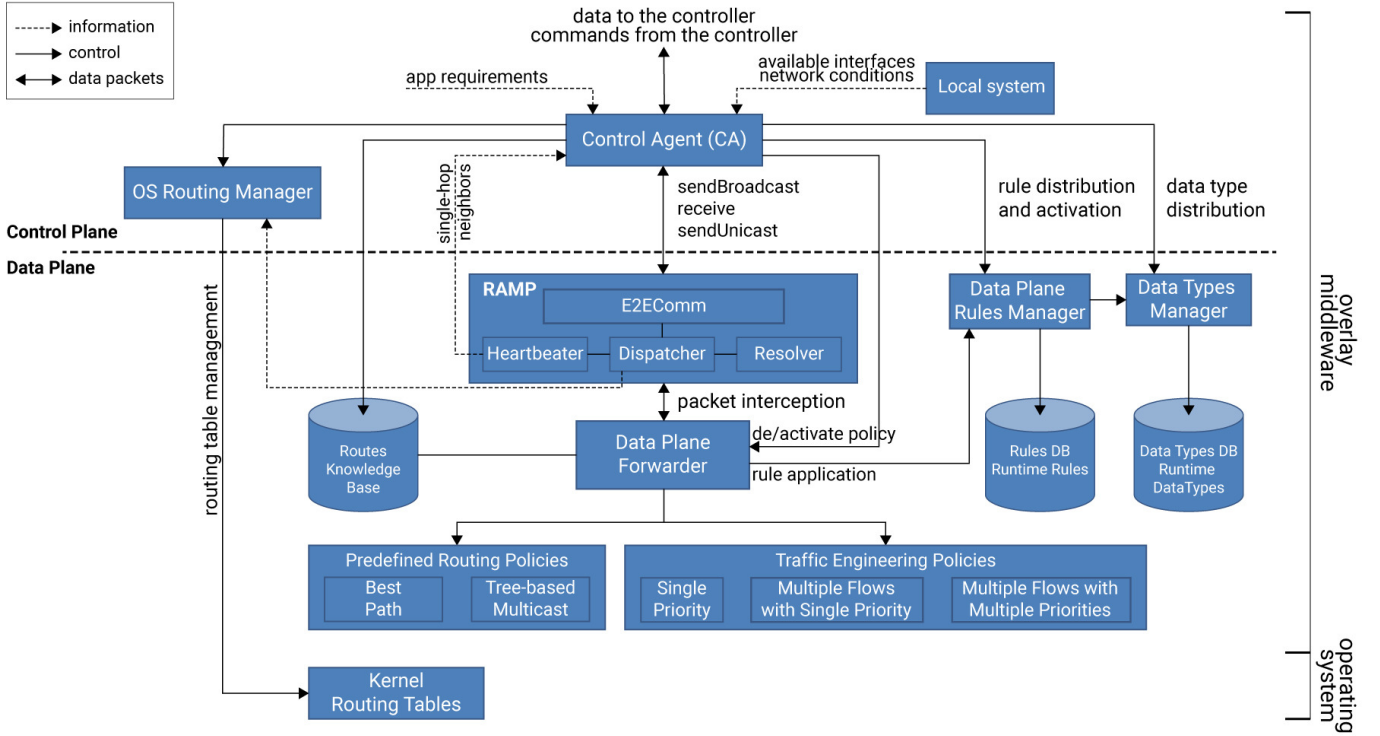 information
control
data packets
data to the controller
commands from the controller
app requirements
available interfaces
network conditions
Local system
Control Agent (CA)
OS Routing Manager
single-hop
neighbors
sendBroadcast
receive
sendUnicast
rule distribution
and activation
data type
distribution
Control Plane
Data Plane
RAMP
E2EComm
Heartbeater
Dispatcher
Resolver
Data Plane
Rules Manager
Data Types
Manager
overlay
middleware
routing table management
packet interception
Routes
Knowledge
Base
Data Plane
Forwarder
de/activate policy
rule application
Rules DB
Runtime Rules
Data Types DB
Runtime
DataTypes
Predefined Routing Policies
Best
Path
Tree-based
Multicast
Traffic Engineering Policies
Single
Priority
Multiple Flows
with Single Priority
Multiple Flows with
Multiple Priorities
Kernel
Routing Tables
operating
system